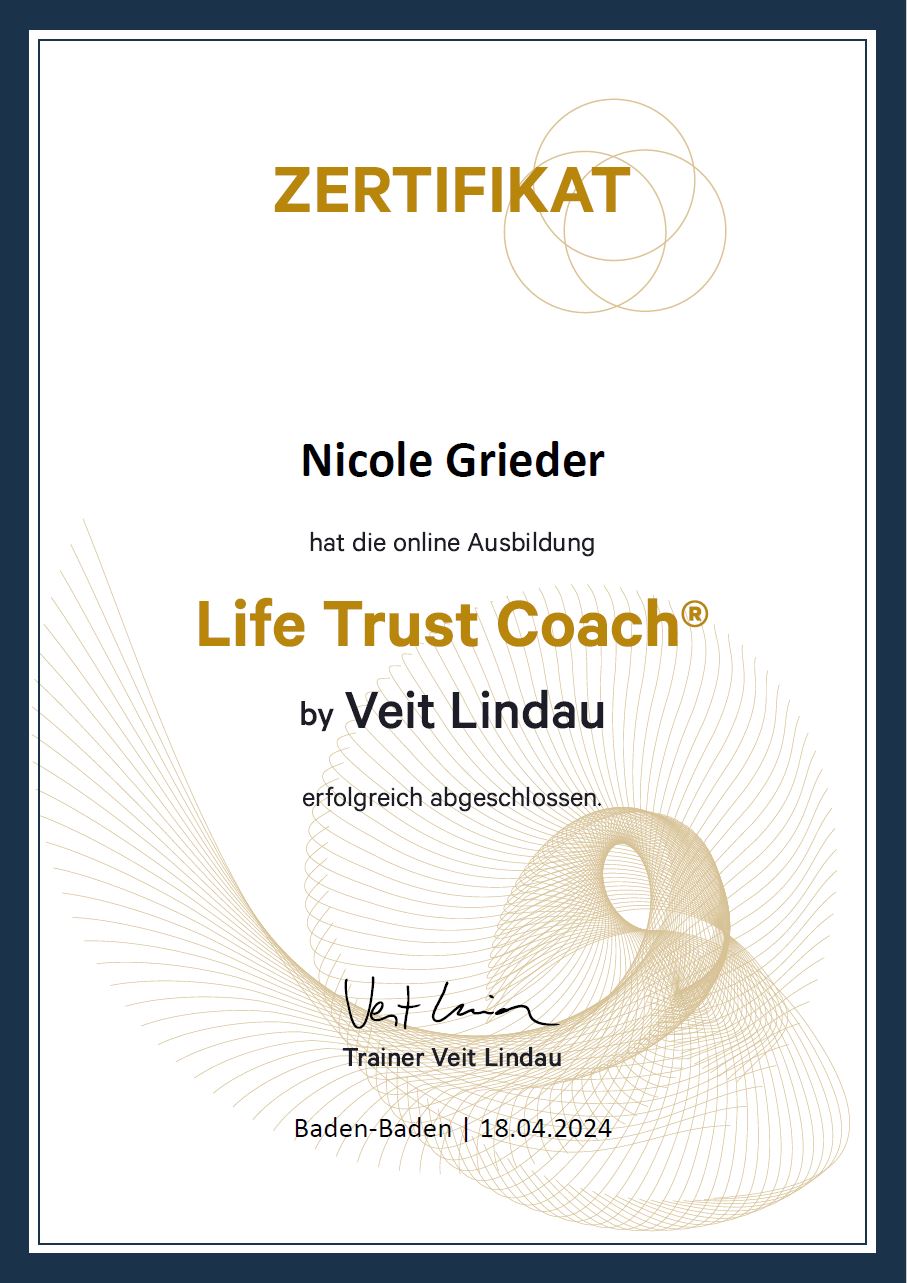 ZERTIFIKAT
Nicole Grieder
hat die online Ausbildung
Life Trust Coach®
by Veit Lindau
erfolgreich abgeschlossen.
Veit Lindau
Trainer Veit Lindau
Baden-Baden | 18.04.2024